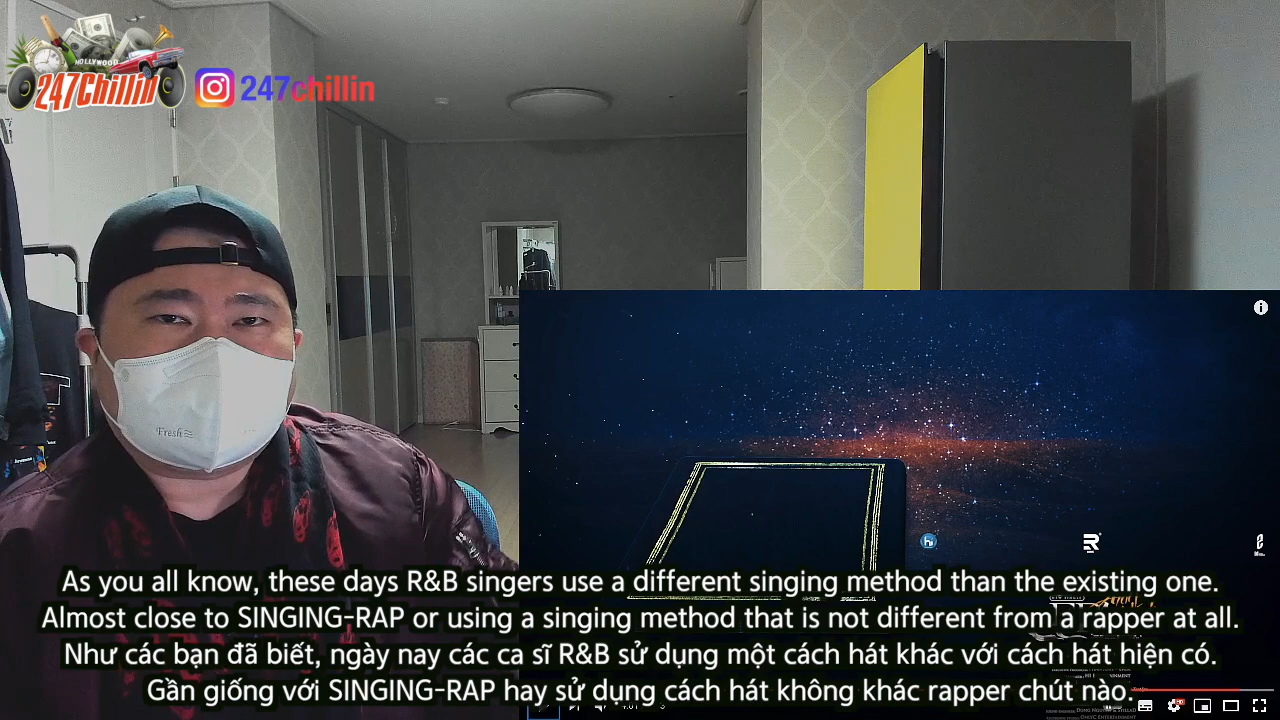 HOLLYWOOD
247Chillin
247chillin
Fresh
As you all know, these days R&B singers use a different singing method than the existing one.
Almost close to SINGING-RAP or using a singing method that is not different from a rapper at all.
Như các bạn đã biết, ngày nay các ca sĩ R&B sử dụng một cách hát khác với cách hát hiện có.
Gần giống với SINGING-RAP hay sử dụng cách hát không khác rapper chút nào.